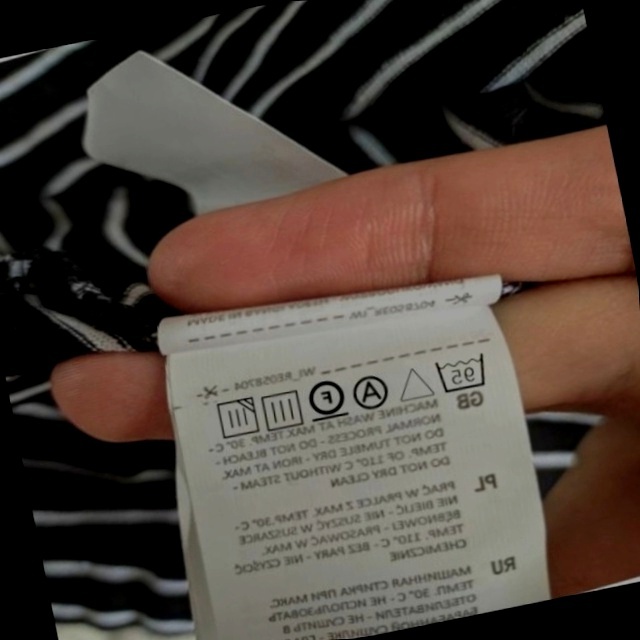 WI_RE05B704 -
95 A F
GB
MACHINE WASH AT MAX. TEMP. 30° C -
NORMAL PROCESS - DO NOT BLEACH -
DO NOT TUMBLE DRY - IRON AT MAX.
TEMP. OF 110° C WITHOUT STEAM -
DO NOT DRY CLEAN
PL
PRAĆ W PRALCE Z MAX. TEMP.30° C -
NIE BIELIĆ - NIE SUSZYĆ W SUSZARCE
BĘBNOWEJ - PRASOWAĆ W MAX.
TEMP. 110° C - BEZ PARY - NIE CZYŚCIĆ
CHEMICZNIE
RU
МАШИННАЯ СТИРКА ПРИ МАКС.
ТЕМП. 30° C - НЕ ИСПОЛЬЗОВАТЬ
ОТБЕЛИВАТЕЛИ - НЕ СУШИТЬ В